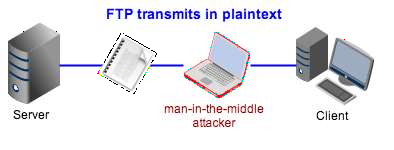 FTP transmits in plaintext
Server
man-in-the-middle
attacker
Client